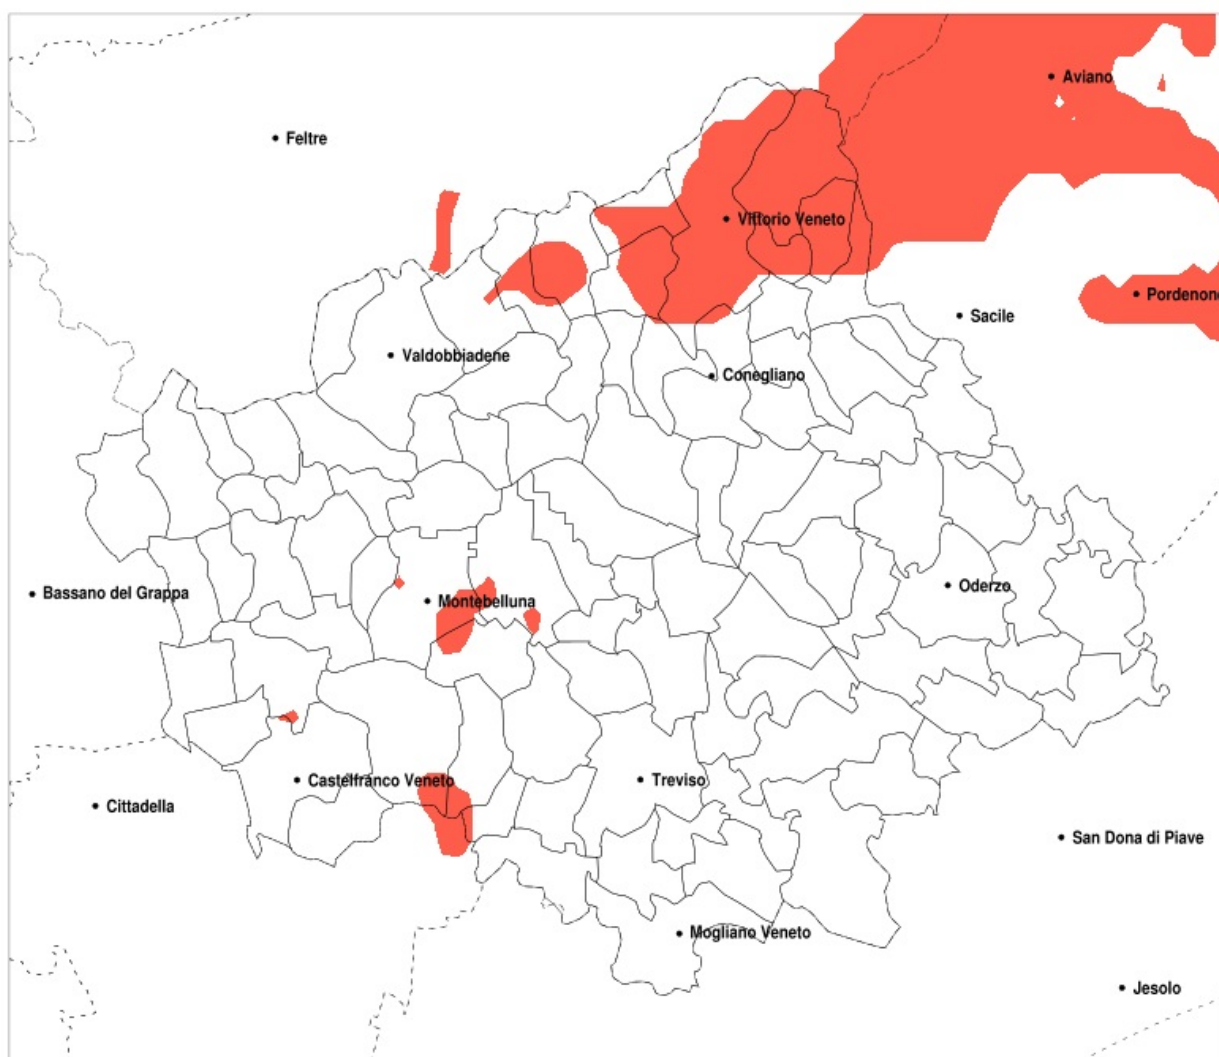 Aviano
Feltre
Vittorio Veneto
Pordenone
Sacile
Valdobbiadene
Conegliano
Oderzo
Bassano del Grappa
Montebelluna
Castelfranco Veneto
Treviso
Cittadella
San Dona di Piave
Mogliano Veneto
Jesolo